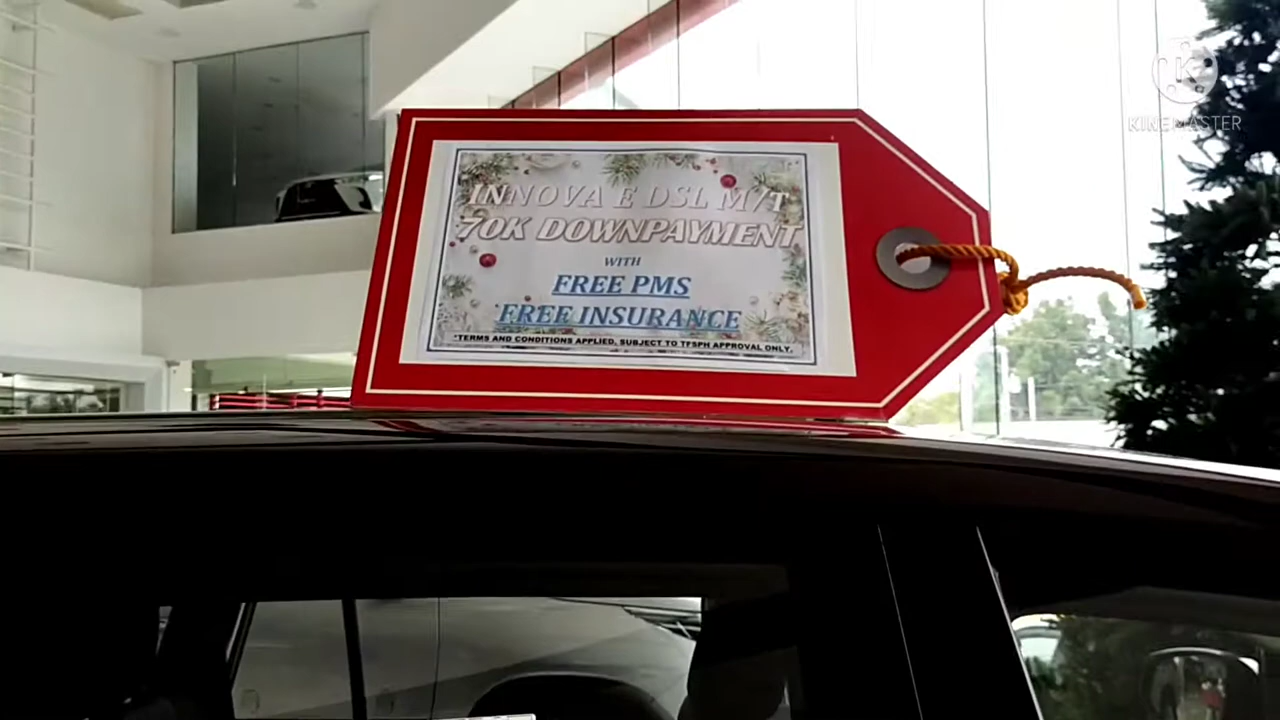 INNOVA E DSL M/T
70K DOWNPAYMENT
WITH
FREE PMS
FREE INSURANCE
*TERMS AND CONDITIONS APPLIED, SUBJECT TO TFSPH APPROVAL ONLY.
KINEMASTER